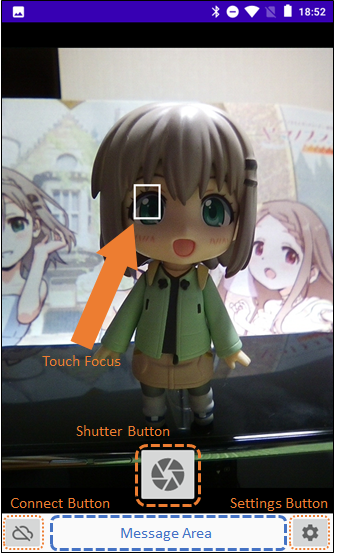 18:52
Touch Focus
Shutter Button
Connect Button
Settings Button
Message Area